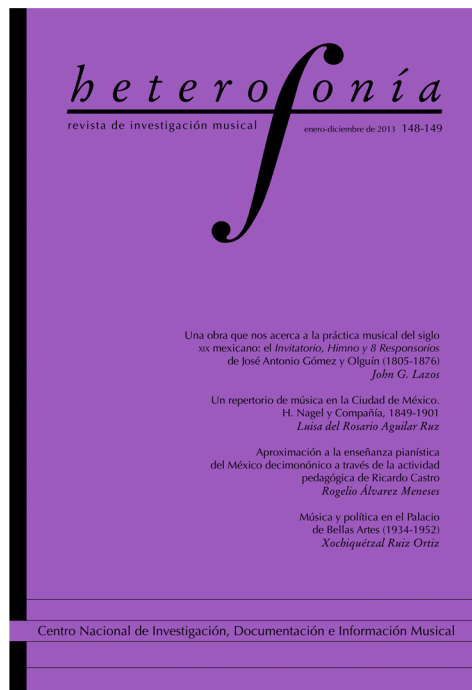 heterofonía
revista de investigación musical
enero-diciembre de 2013 148-149
Una obra que nos acerca a la práctica musical del siglo
XIX mexicano: el Invitatorio, Himno y 8 Responsorios
de José Antonio Gómez y Olguín (1805-1876)
John G. Lazos
Un repertorio de música en la Ciudad de México.
H. Nagel y Compañía, 1849-1901
Luisa del Rosario Aguilar Ruz
Aproximación a la enseñanza pianística
del México decimonónico a través de la actividad
pedagógica de Ricardo Castro
Rogelio Álvarez Meneses
Música y política en el Palacio
de Bellas Artes (1934-1952)
Xochiquétzal Ruiz Ortiz
Centro Nacional de Investigación, Documentación e Información Musical